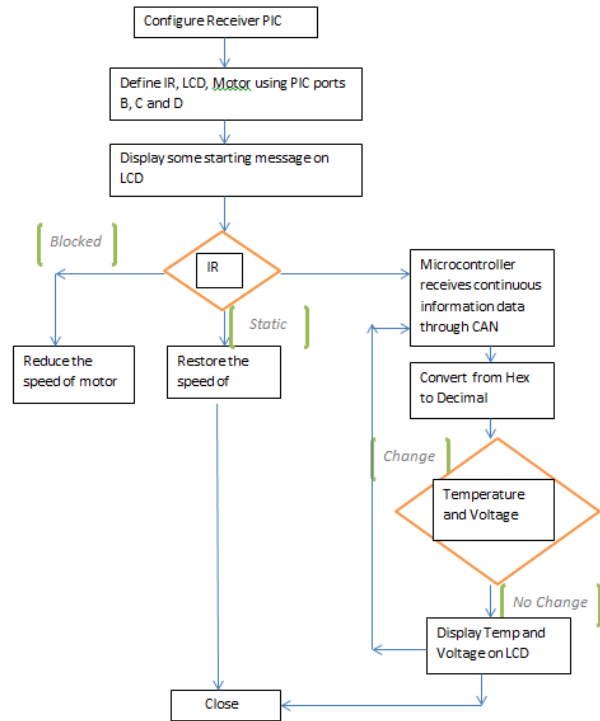 Configure Receiver PIC
Define IR, LCD, Motor using PIC ports
B, C and D
Display some starting message on
LCD
Blocked
IR
Microcontroller
receives continuous
information data
through CAN
Static
Reduce the
speed of motor
Restore the
speed of
Convert from Hex
to Decimal
Change
Temperature
and Voltage
No Change
Display Temp and
Voltage on LCD
Close